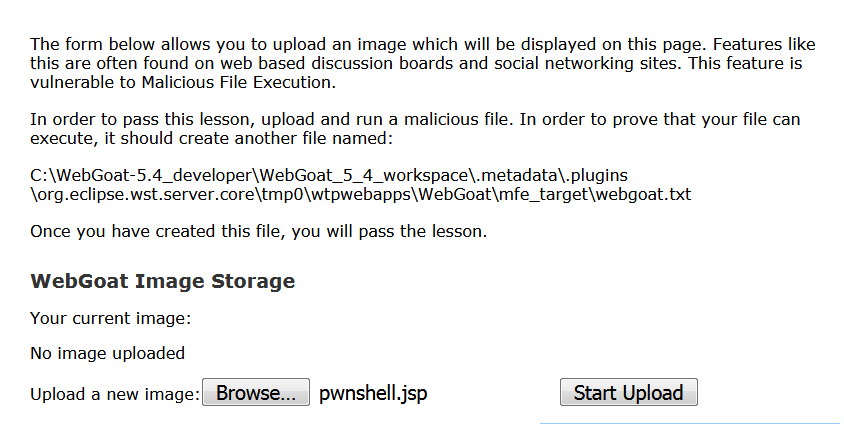 The form below allows you to upload an image which will be displayed on this page. Features like
this are often found on web based discussion boards and social networking sites. This feature is
vulnerable to Malicious File Execution.
In order to pass this lesson, upload and run a malicious file. In order to prove that your file can
execute, it should create another file named:
C:\WebGoat-5.4_developer\WebGoat_5_4_workspace\.metadata\.plugins
\org.eclipse.wst.server.core\tmp0\wtpwebapps\WebGoat\mfe_target\webgoat.txt
Once you have created this file, you will pass the lesson.
WebGoat Image Storage
Your current image:
No image uploaded
Upload a new image: Browse... pwnshell.jsp Start Upload